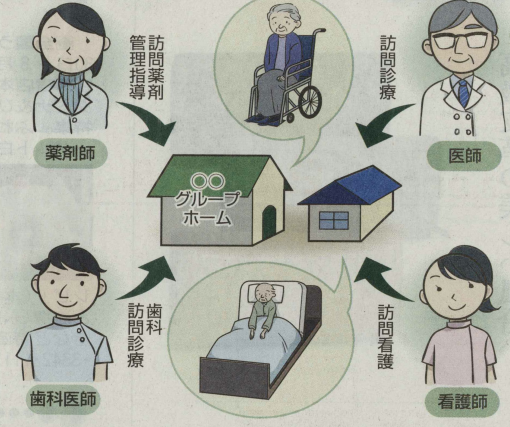 訪問薬剤
管理指導
訪問診療
薬剤師
医師
○○
グループ
ホーム
歯科
訪問診療
訪問看護
歯科医師
看護師